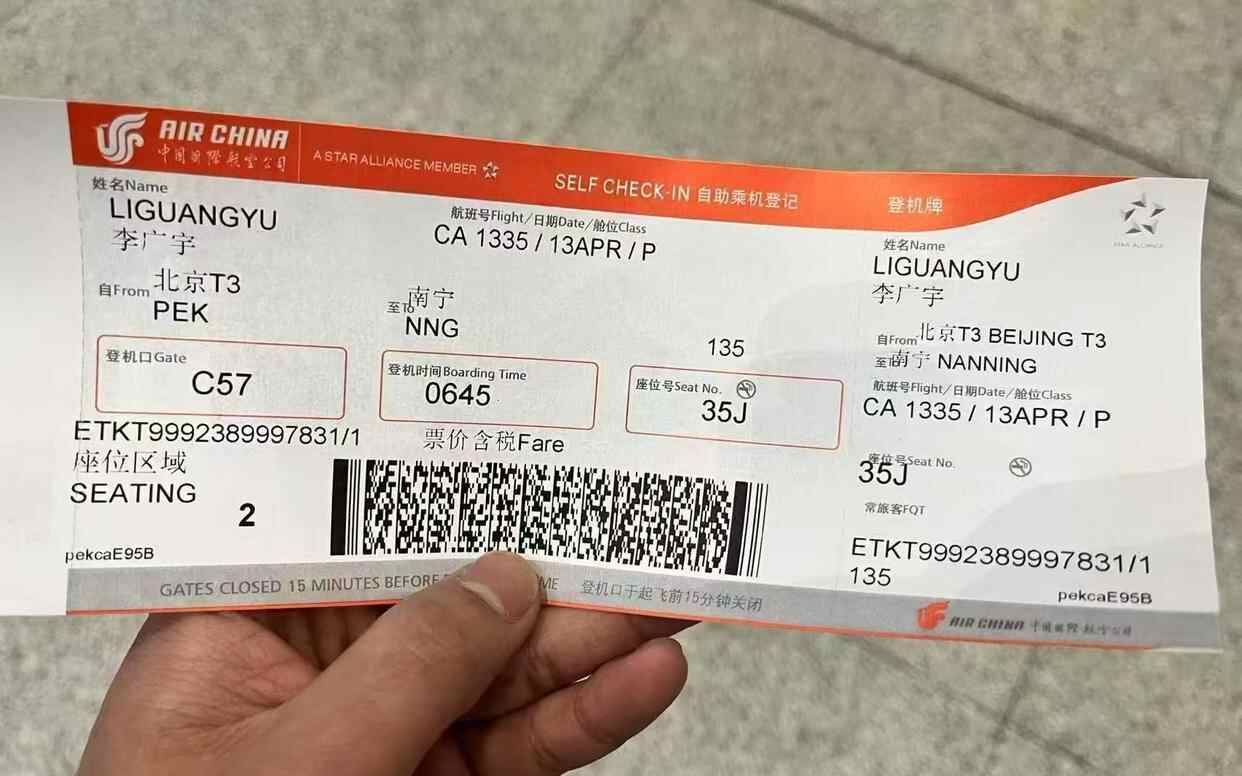 AIR CHINA
中国国际航空公司
A STAR ALLIANCE MEMBER
SELF CHECK-IN 自助乘机登记
登机牌
STAR ALLIANCE
姓名Name
LIGUANGYU
李广宇
航班号Flight/日期Date/舱位Class
CA 1335 / 13APR / P
自From 北京T3
PEK
至To 南宁
NNG
135
登机口Gate
C57
登机时间Boarding Time
0645
座位号Seat No.
35J
ETKT9992389997831/1
票价含税Fare
座位区域
SEATING 2
pekcaE95B
GATES CLOSED 15 MINUTES BEFORE
ME
登机口于起飞前15分钟关闭
姓名Name
LIGUANGYU
李广宇
自From 北京T3 BEIJING T3
至To 南宁 NANNING
航班号Flight/日期Date/舱位Class
CA 1335 / 13APR / P
座位号Seat No.
35J
常旅客FQT
ETKT9992389997831/1
135
pekcaE95B
AIR CHINA 中国国际航空公司